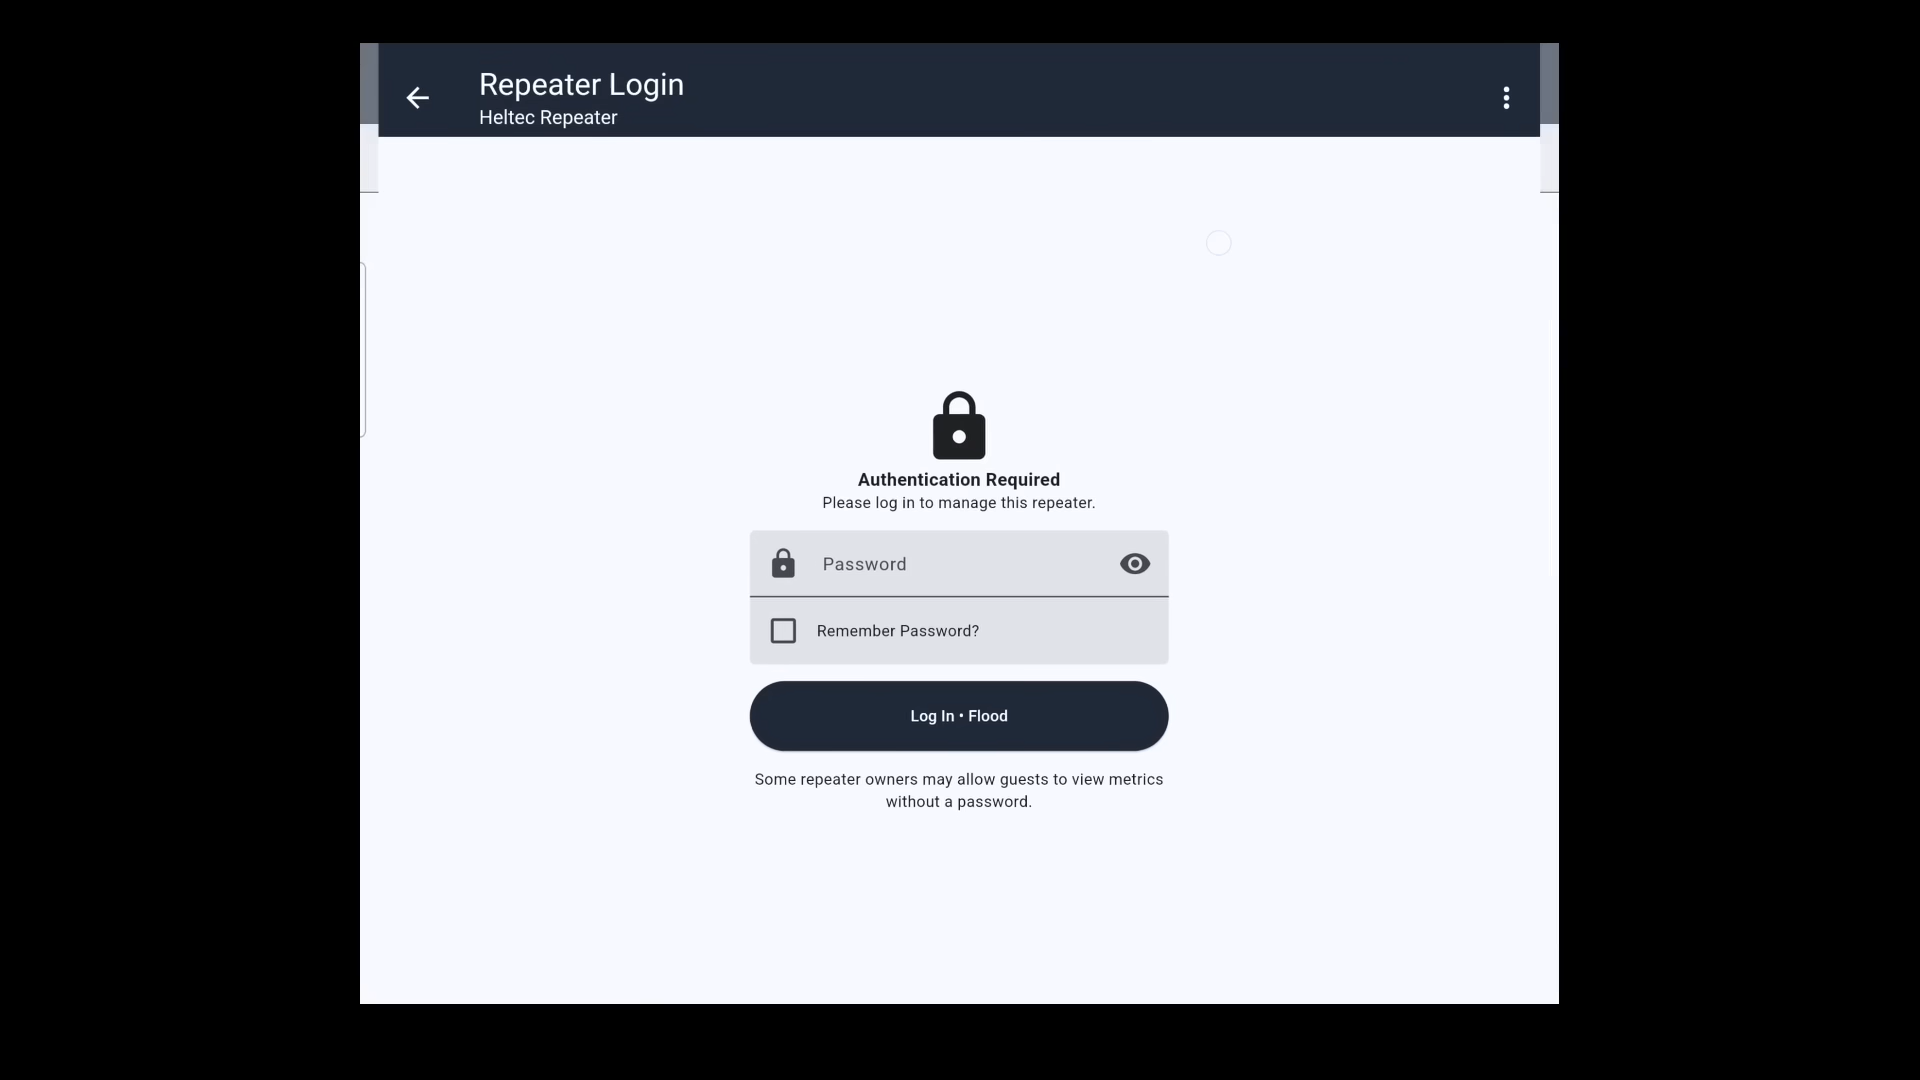 Repeater Login
Heltec Repeater
Authentication Required
Please log in to manage this repeater.
Password
Remember Password?
Log In • Flood
Some repeater owners may allow guests to view metrics
without a password.